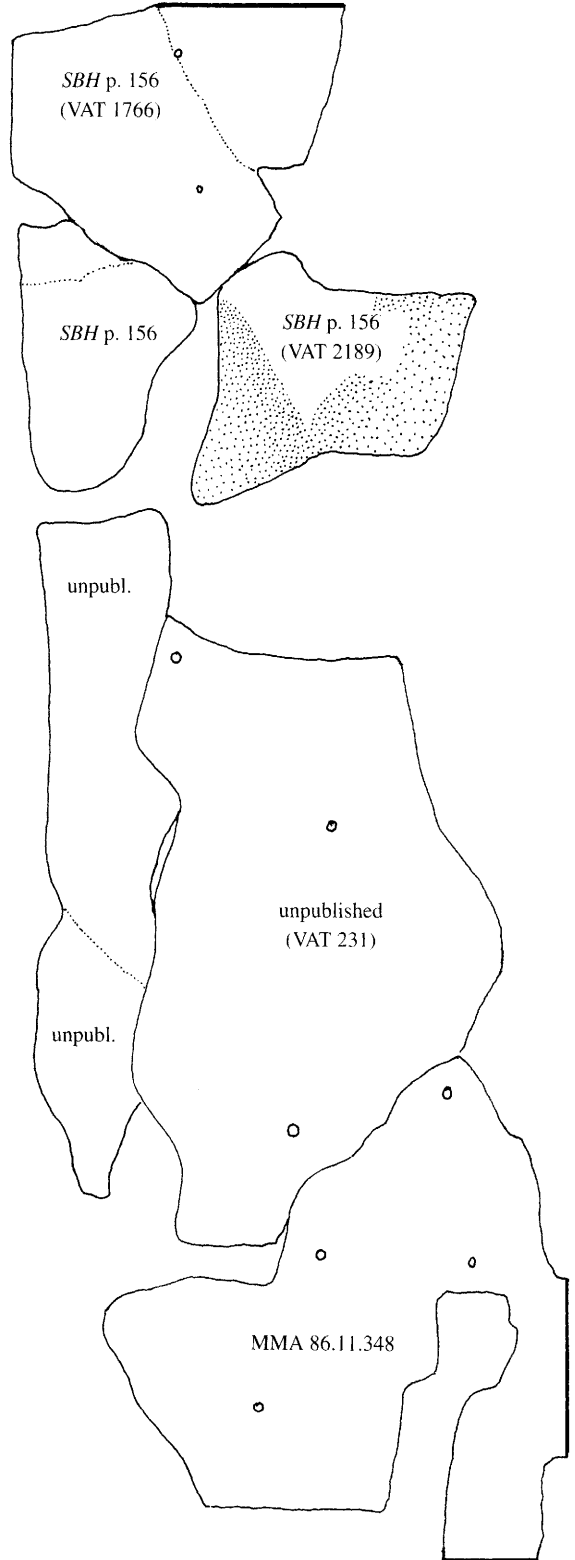 SBH p. 156
(VAT 1766)
SBH p. 156
(VAT 2189)
SBH p. 156
unpubl.
unpublished
(VAT 231)
unpubl.
MMA 86.11.348